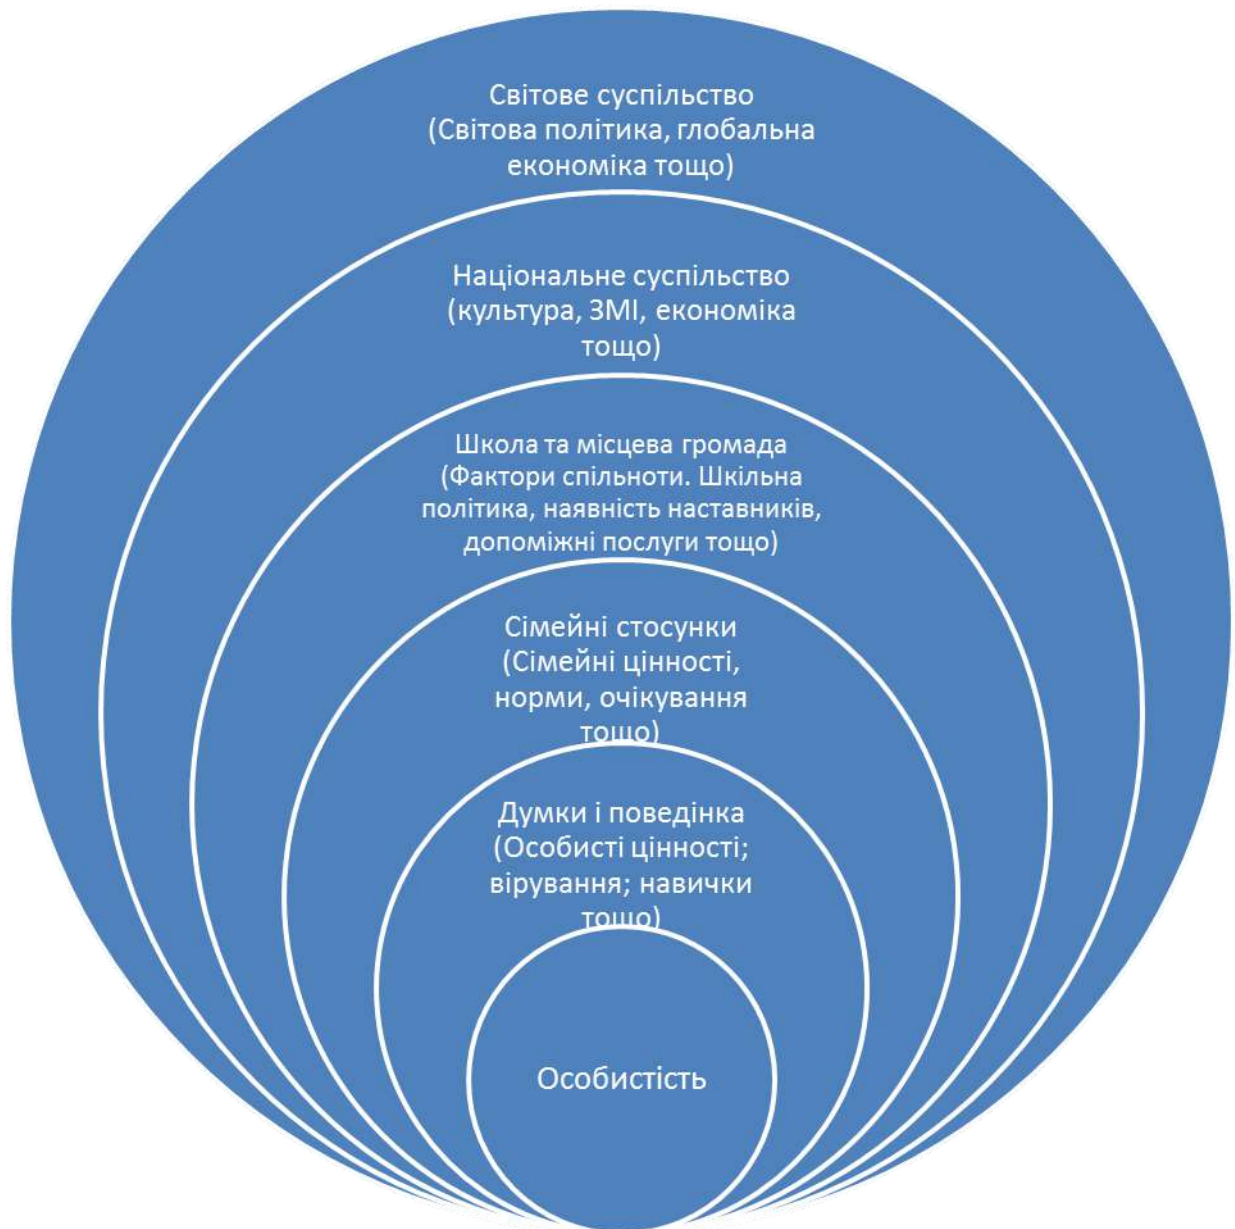 Світове суспільство
(Світова політика, глобальна
економіка тощо)
Національне суспільство
(культура, ЗМІ, економіка
тощо)
Школа та місцева громада
(Фактори спільноти. Шкільна
політика, наявність наставників,
допоміжні послуги тощо)
Сімейні стосунки
(Сімейні цінності,
норми, очікування
тощо)
Думки і поведінка
(Особисті цінності;
вірування; навички
тощо)
Особистість